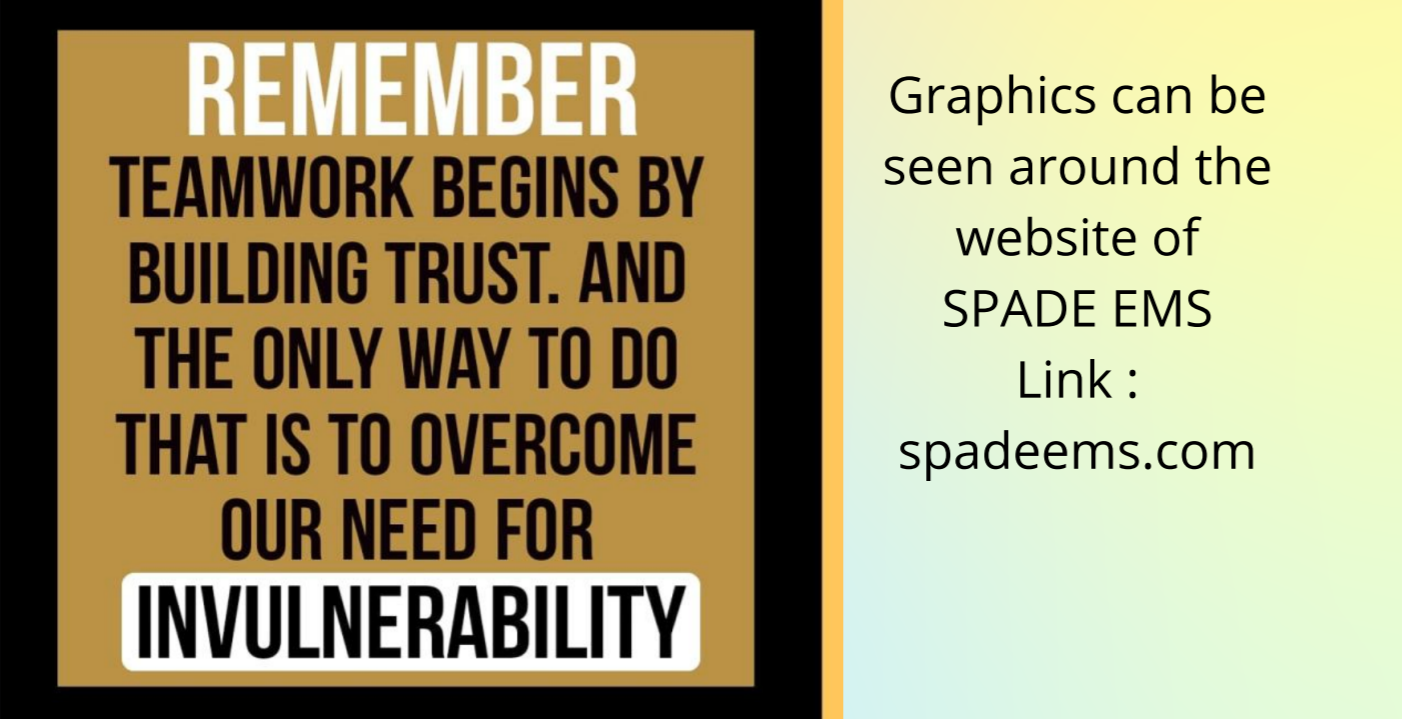 REMEMBER
TEAMWORK BEGINS BY
BUILDING TRUST. AND
THE ONLY WAY TO DO
THAT IS TO OVERCOME
OUR NEED FOR
INVULNERABILITY
Graphics can be
seen around the
website of
SPADE EMS
Link :
spadeems.com